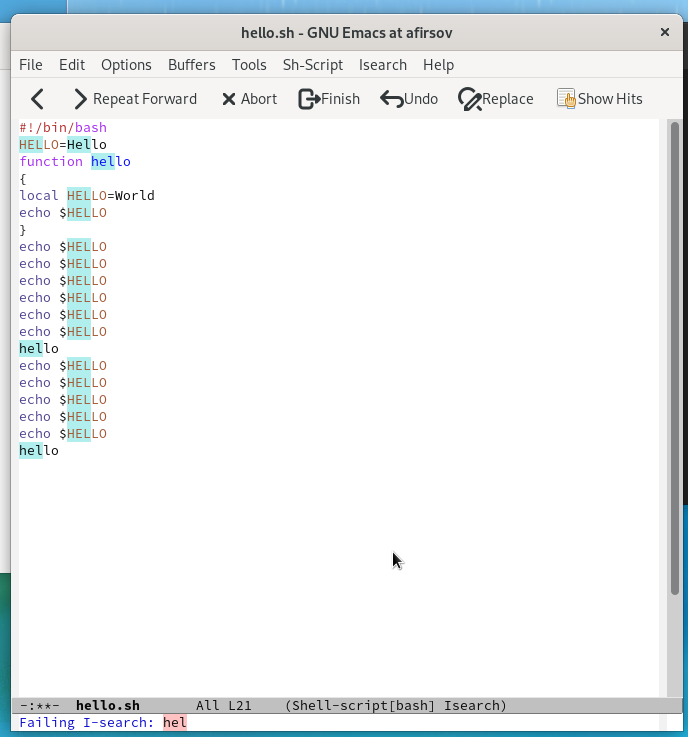 hello.sh - GNU Emacs at afirsov
File Edit Options Buffers Tools Sh-Script Isearch Help
Repeat Forward Abort Finish Undo Replace Show Hits
#!/bin/bash
HELLO=Hello
function hello
{
local HELLO=World
echo $HELLO
}
echo $HELLO
echo $HELLO
echo $HELLO
echo $HELLO
echo $HELLO
echo $HELLO
hello
echo $HELLO
echo $HELLO
echo $HELLO
echo $HELLO
echo $HELLO
hello
-:**- hello.sh All L21 (Shell-script[bash] Isearch)
Failing I-search: hel